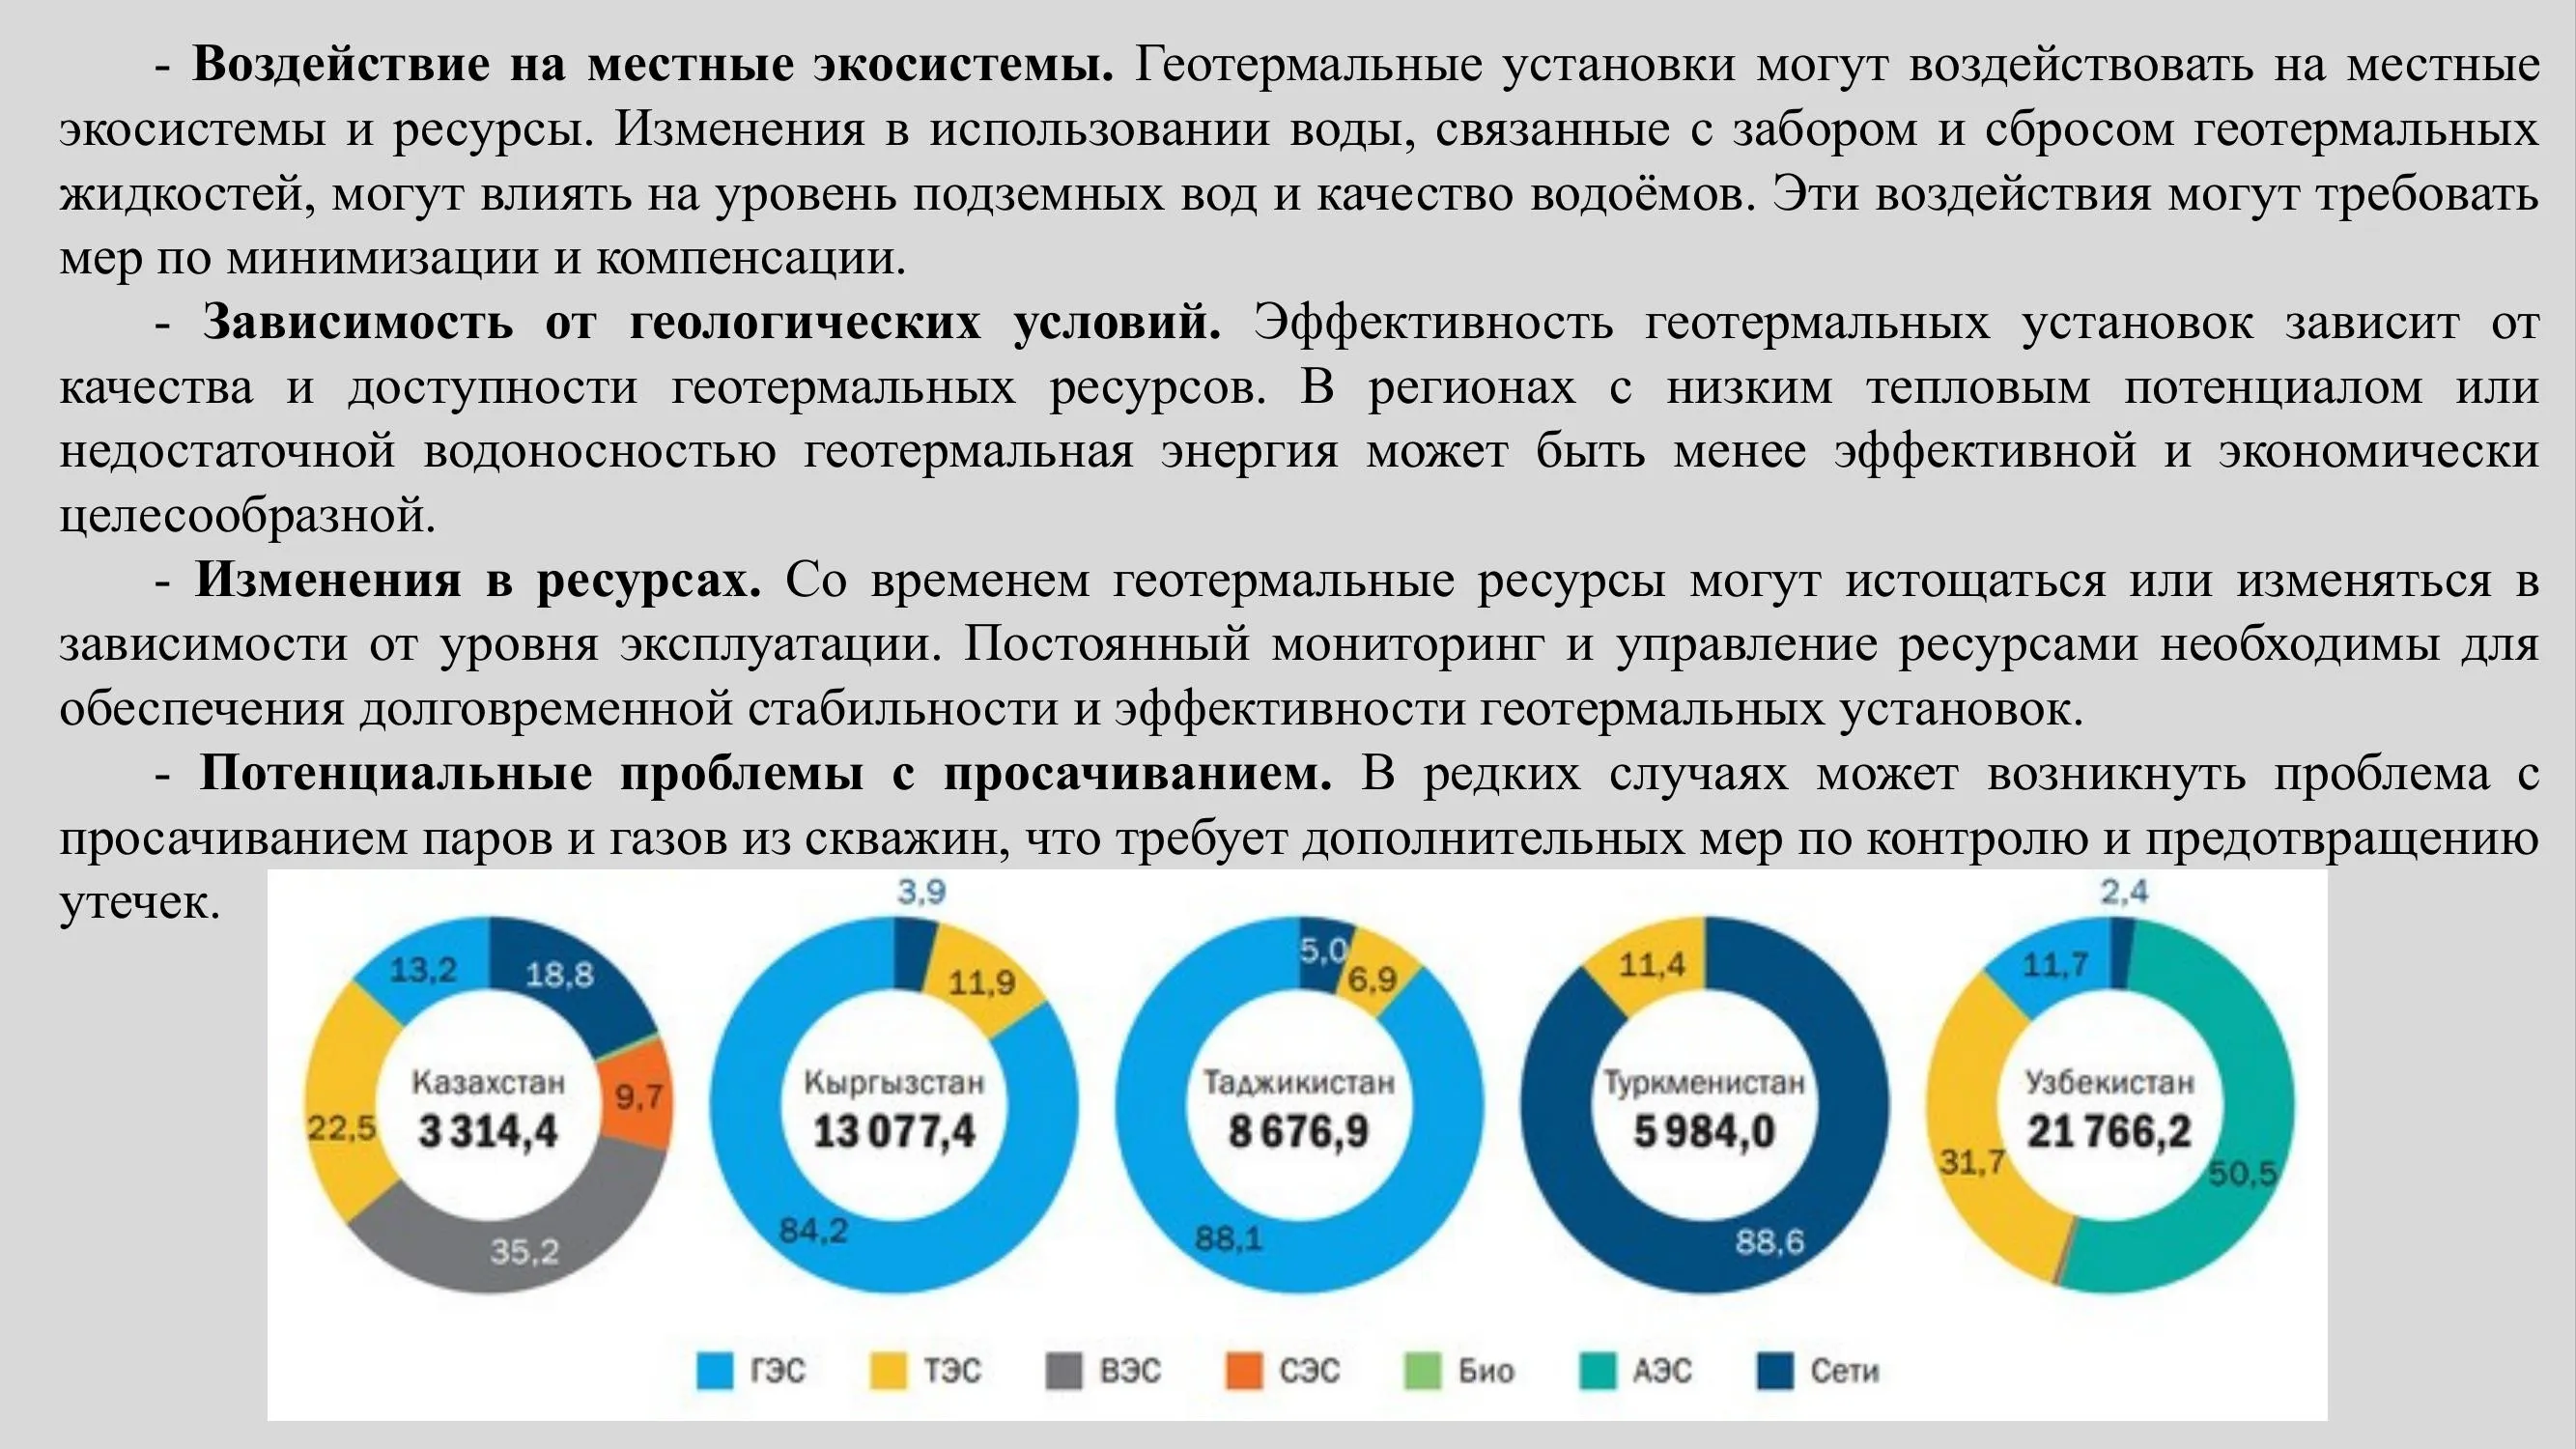 - Воздействие на местные экосистемы. Геотермальные установки могут воздействовать на местные
экосистемы и ресурсы. Изменения в использовании воды, связанные с забором и сбросом геотермальных
жидкостей, могут влиять на уровень подземных вод и качество водоёмов. Эти воздействия могут требовать
мер по минимизации и компенсации.
- Зависимость от геологических условий. Эффективность геотермальных установок зависит от
качества и доступности геотермальных ресурсов. В регионах с низким тепловым потенциалом или
недостаточной водоносностью геотермальная энергия может быть менее эффективной и экономически
целесообразной.
- Изменения в ресурсах. Со временем геотермальные ресурсы могут истощаться или изменяться в
зависимости от уровня эксплуатации. Постоянный мониторинг и управление ресурсами необходимы для
обеспечения долговременной стабильности и эффективности геотермальных установок.
- Потенциальные проблемы с просачиванием. В редких случаях может возникнуть проблема с
просачиванием паров и газов из скважин, что требует дополнительных мер по контролю и предотвращению
утечек.
13,2
18,8
9,7
22,5
35,2
Казахстан
3 314,4
3,9
11,9
84,2
Кыргызстан
13 077,4
5,0
6,9
88,1
Таджикистан
8 676,9
11,4
88,6
Туркменистан
5 984,0
2,4
11,7
31,7
50,5
Узбекистан
21 766,2
ГЭС ТЭС ВЭС СЭС Био АЭС Сети